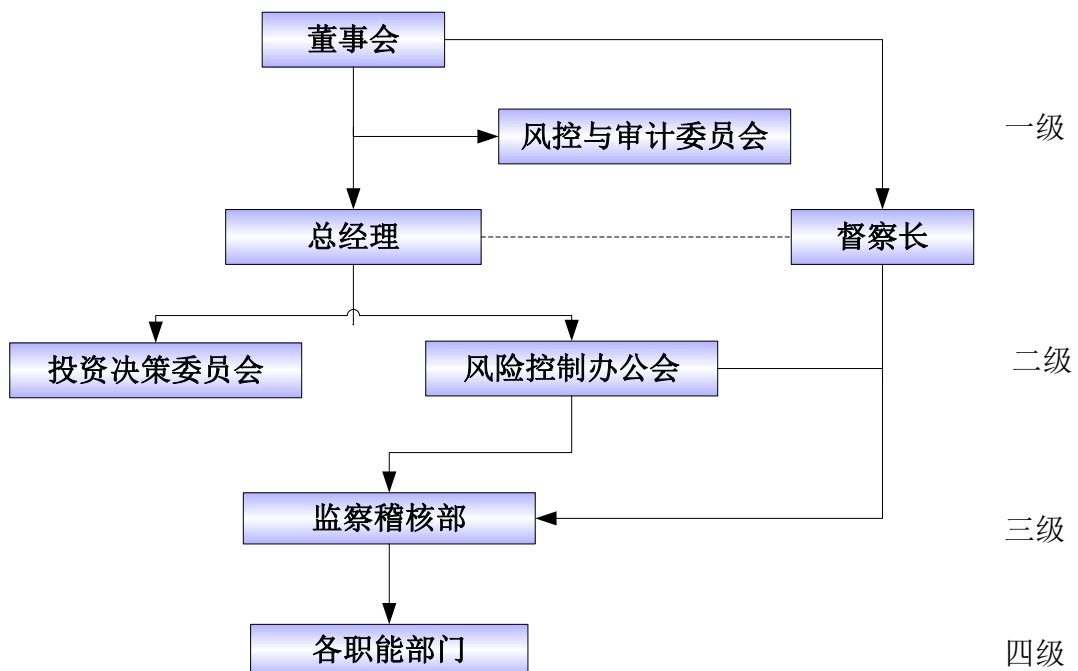 董事会
风控与审计委员会
一级
总经理
督察长
投资决策委员会
风险控制办公会
二级
监察稽核部
三级
各职能部门
四级